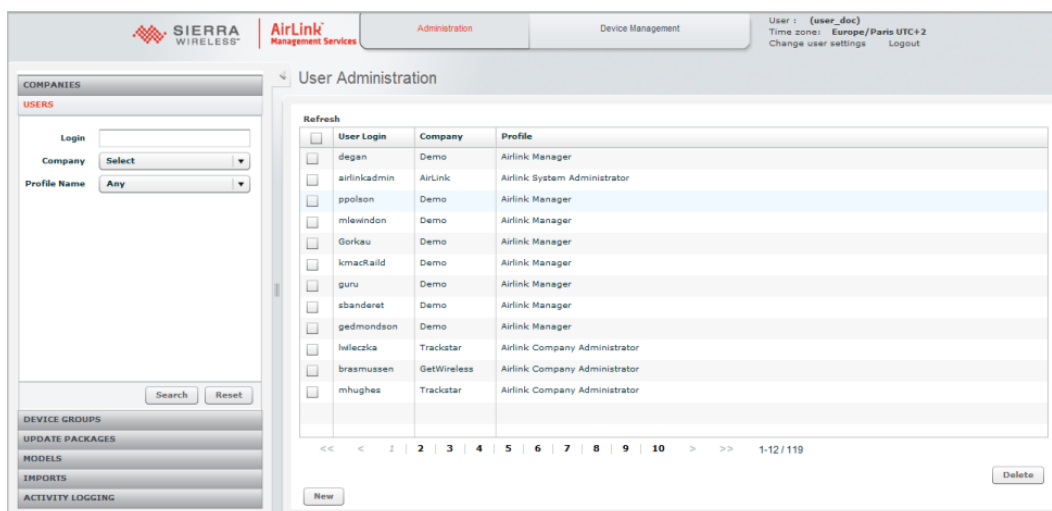 SIERRA
WIRELESS
AirLink
Management Services
Administration
Device Management
User : (user_doc)
Time zone: Europe/Paris UTC+2
Change user settings Logout
COMPANIES
USERS
Login
Company Select
Profile Name Any
Search Reset
DEVICE GROUPS
UPDATE PACKAGES
MODELS
IMPORTS
ACTIVITY LOGGING
User Administration
Refresh
User Login Company Profile
degan Demo Airlink Manager
airlinkadmin AirLink Airlink System Administrator
ppolson Demo Airlink Manager
mlewindon Demo Airlink Manager
Gorkau Demo Airlink Manager
kmacRaild Demo Airlink Manager
guru Demo Airlink Manager
sbanderet Demo Airlink Manager
gedmondson Demo Airlink Manager
lwileczka Trackstar Airlink Company Administrator
brasmussen GetWireless Airlink Company Administrator
mhughes Trackstar Airlink Company Administrator
<< < 1 | 2 | 3 | 4 | 5 | 6 | 7 | 8 | 9 | 10 > >> 1-12 / 119
Delete
New